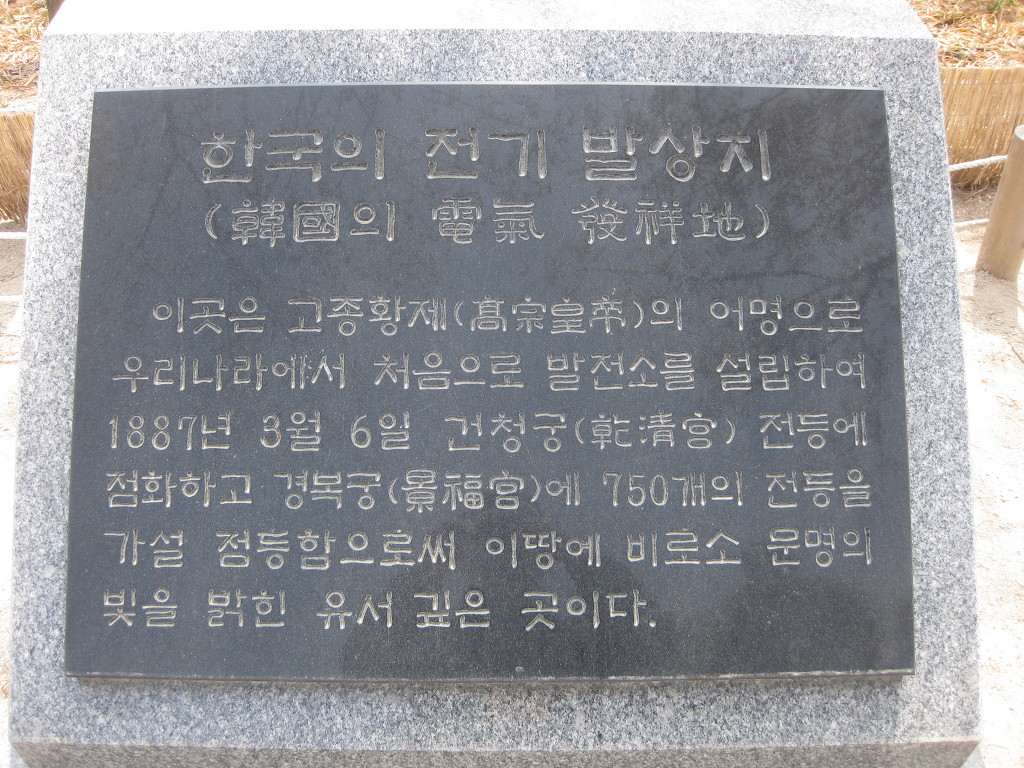 한국의 전기 발상지
(韓國의 電氣 發祥地)
이곳은 고종황제(高宗皇帝)의 어명으로
우리나라에서 처음으로 발전소를 설립하여
1887년 3월 6일 건청궁(乾清宮) 전등에
점화하고 경복궁(景福宮)에 750개의 전등을
가설 점등함으로써 이땅에 비로소 문명의
빛을 밝힌 유서 깊은 곳이다.